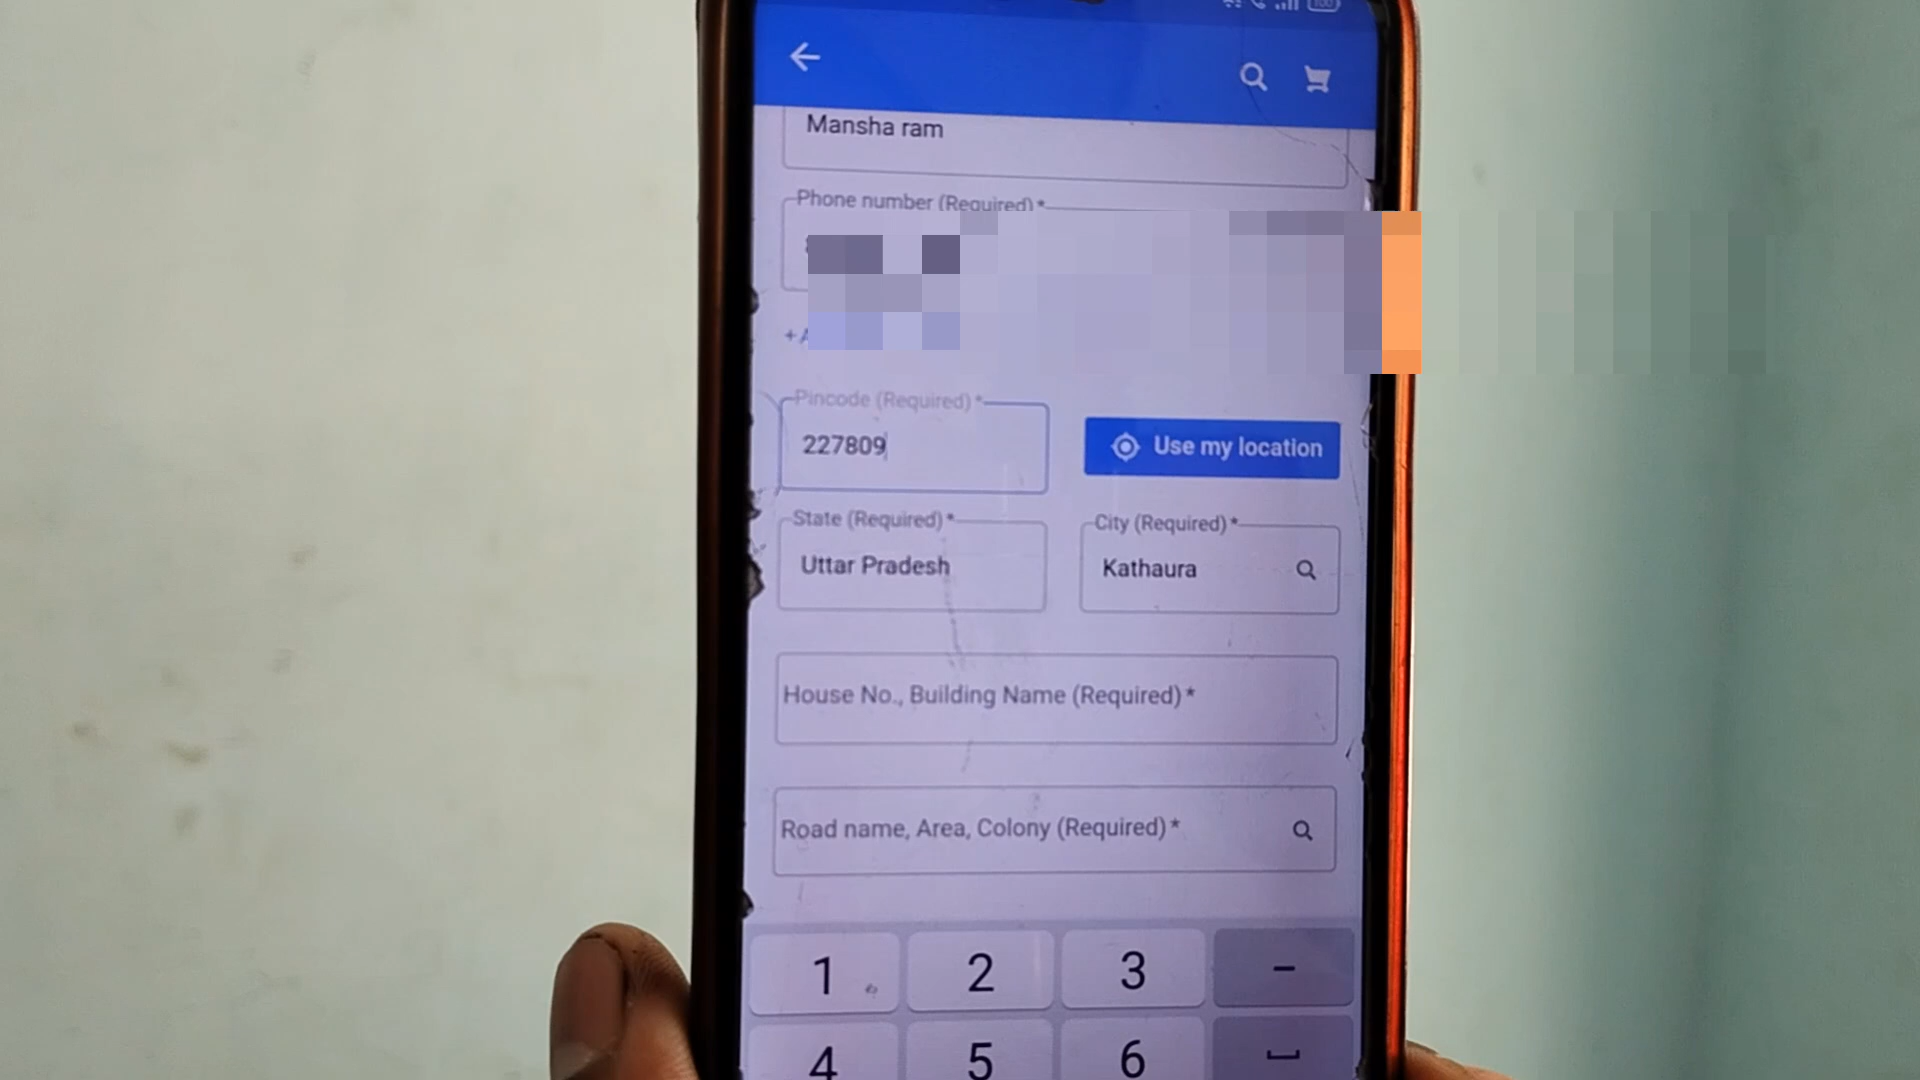 Mansha ram
Phone number (Required) *
Pincode (Required) *
227809
Use my location
State (Required) *
Uttar Pradesh
City (Required) *
Kathaura
House No., Building Name (Required) *
Road name, Area, Colony (Required) *
1 2 3 –
4 5 6